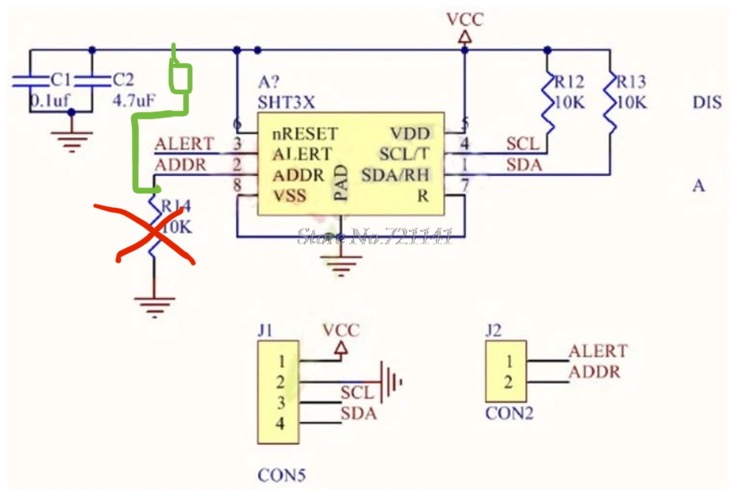 VCC
C1
0.1uf
C2
4.7uF
A?
SHT3X
R12
10K
R13
10K
DIS
6
nRESET
VDD
5
ALERT
3
ALERT
SCL/T
4
SCL
ADDR
2
ADDR
SDA/RH
1
SDA
8
VSS
PAD
R
7
A
R14
10K
Store No.721141
J1
VCC
1
2
3
SCL
4
SDA
CON5
J2
1
ALERT
2
ADDR
CON2